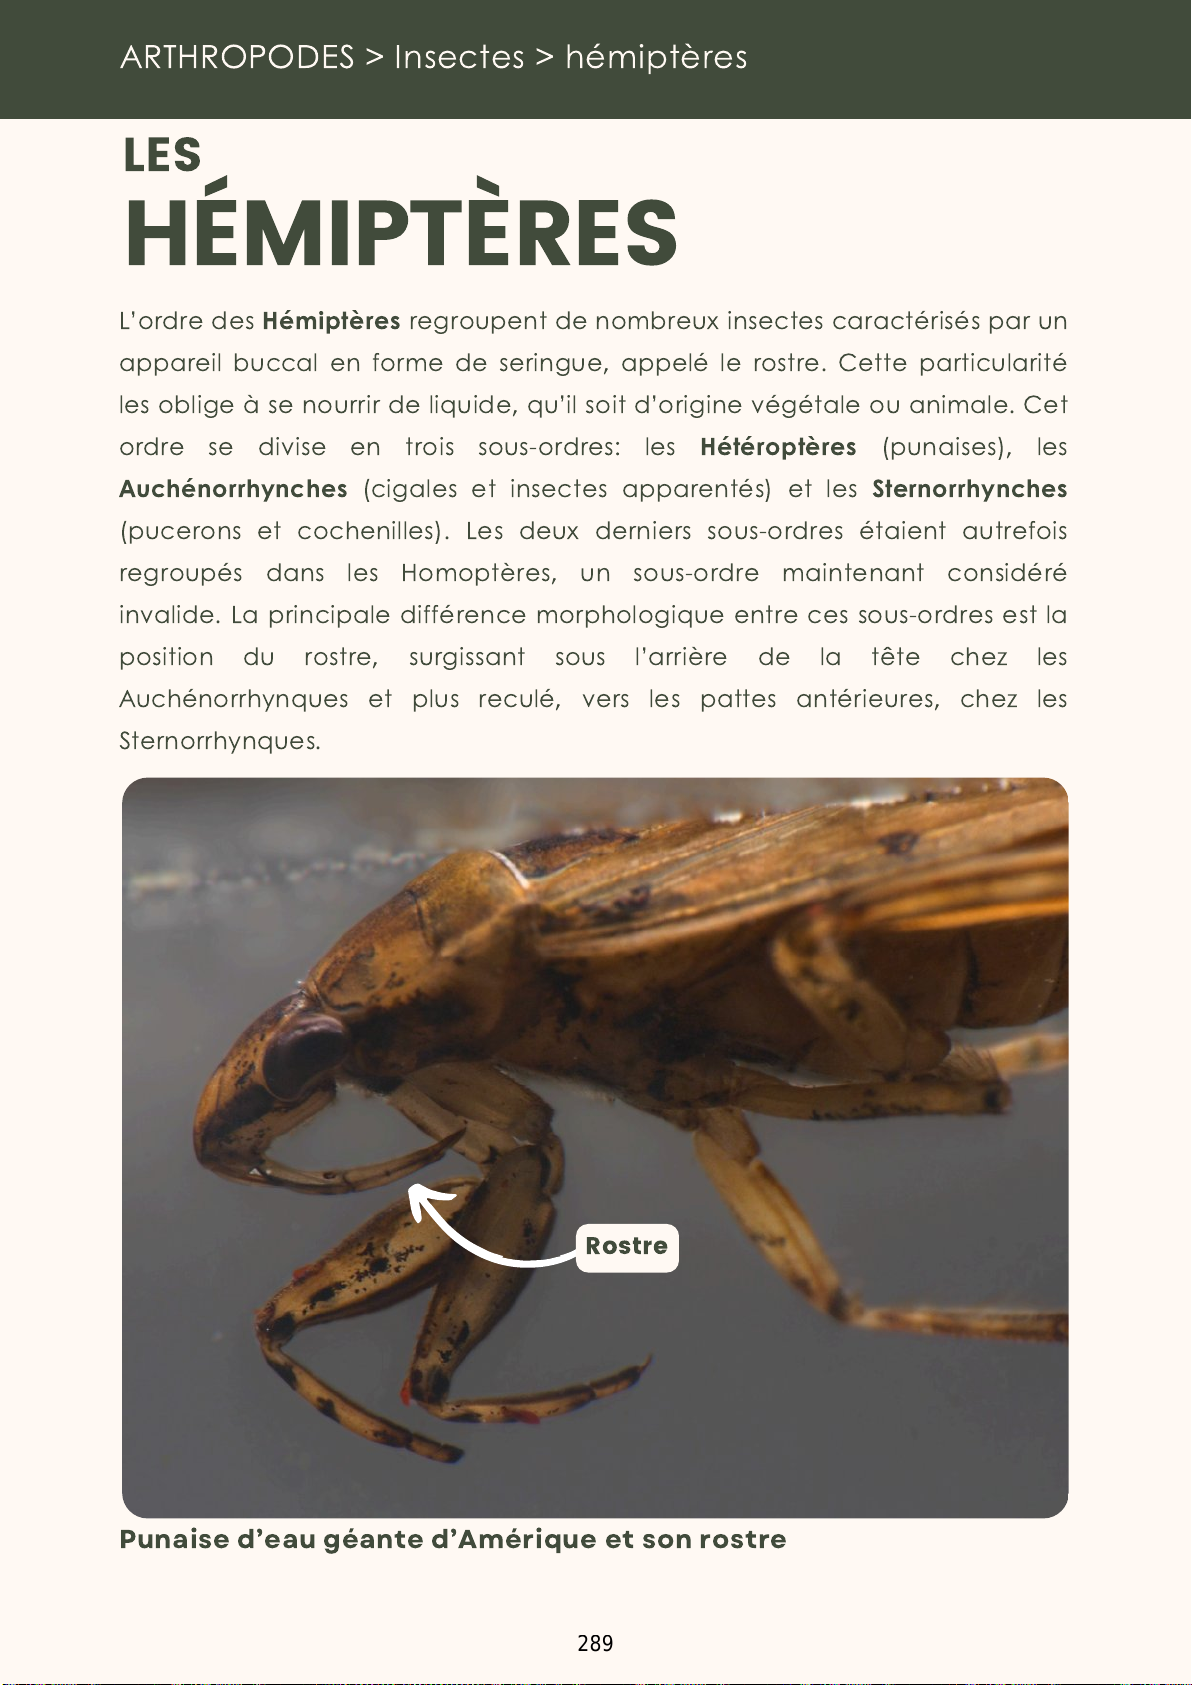 ARTHROPODES > Insectes > hémiptères
LES
HÉMIPTÈRES
L'ordre des Hémiptères regroupent de nombreux insectes caractérisés par un
appareil buccal en forme de seringue, appelé le rostre. Cette particularité
les oblige à se nourrir de liquide, qu'il soit d'origine végétale ou animale. Cet
ordre se divise en trois sous-ordres: les Hétéroptères (punaises), les
Auchénorrhynches (cigales et insectes apparentés) et les Sternorrhynches
(pucerons et cochenilles). Les deux derniers sous-ordres étaient autrefois
regroupés dans les Homoptères, un sous-ordre maintenant considéré
invalide. La principale différence morphologique entre ces sous-ordres est la
position du rostre, surgissant sous l'arrière de la tête chez les
Auchénorrhynques et plus reculé, vers les pattes antérieures, chez les
Sternorrhynques.
Rostre
Punaise d'eau géante d'Amérique et son rostre
289